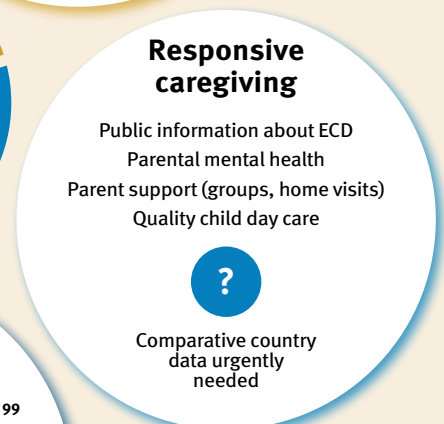 Responsive
caregiving
Public information about ECD
Parental mental health
Parent support (groups, home visits)
Quality child day care
?
Comparative country
data urgently
needed
99